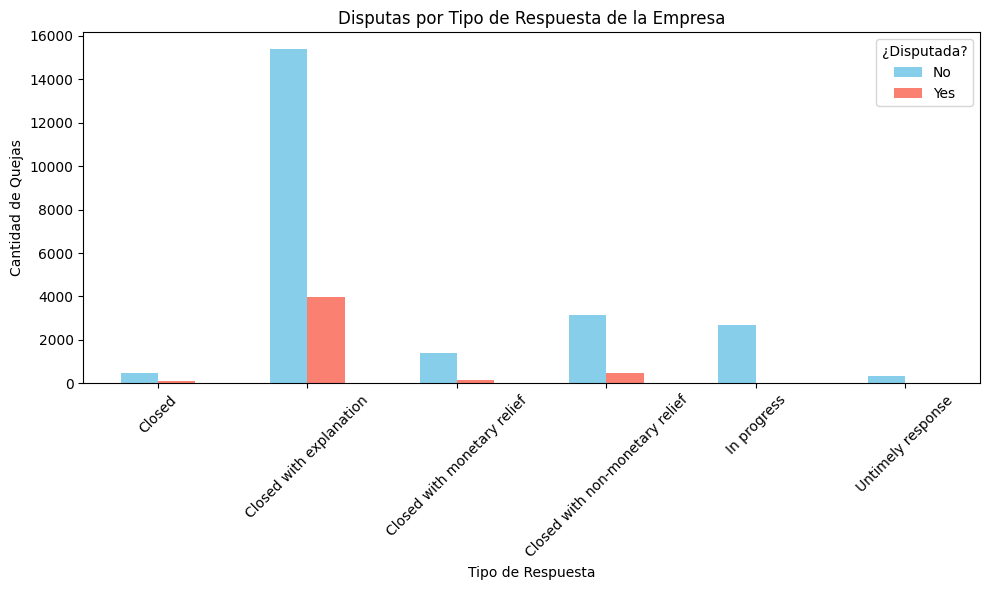 Disputas por Tipo de Respuesta de la Empresa
¿Disputada?
No
Yes
Cantidad de Quejas
16000
14000
12000
10000
8000
6000
4000
2000
0
Closed
Closed with explanation
Closed with monetary relief
Closed with non-monetary relief
In progress
Untimely response
Tipo de Respuesta